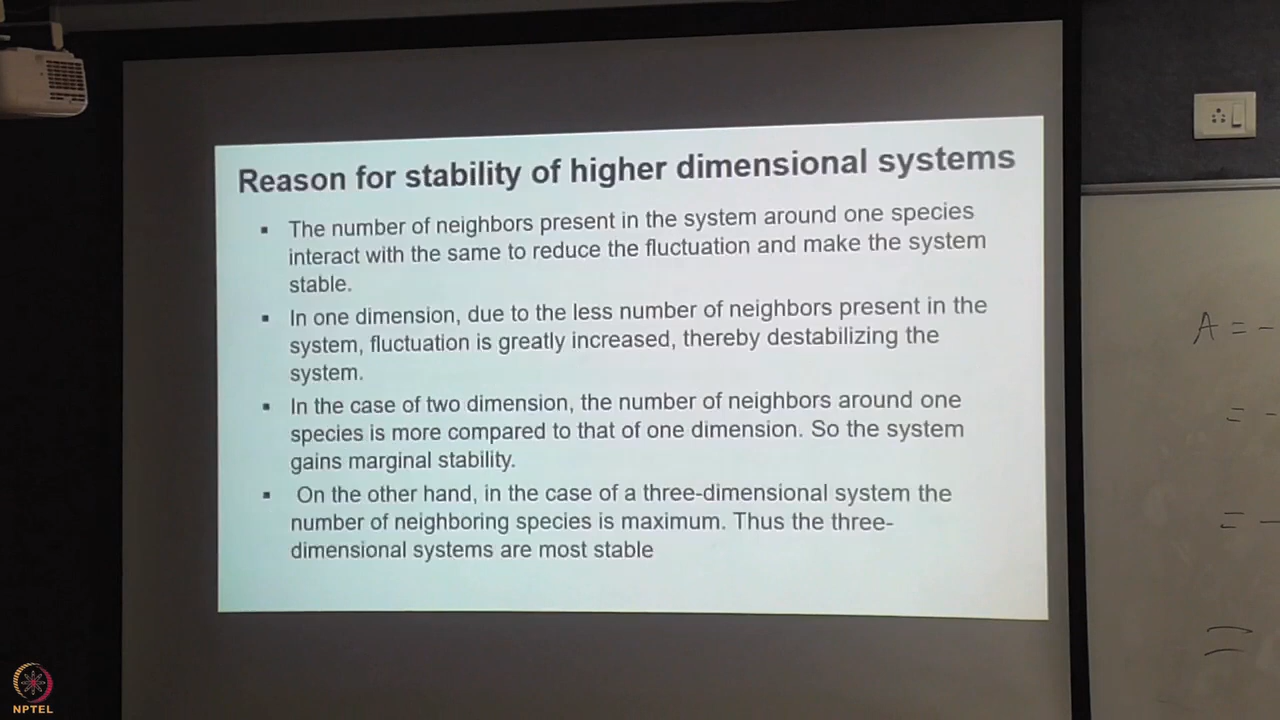 Reason for stability of higher dimensional systems
▪ The number of neighbors present in the system around one species
interact with the same to reduce the fluctuation and make the system
stable.
▪ In one dimension, due to the less number of neighbors present in the
system, fluctuation is greatly increased, thereby destabilizing the
system.
▪ In the case of two dimension, the number of neighbors around one
species is more compared to that of one dimension. So the system
gains marginal stability.
▪ On the other hand, in the case of a three-dimensional system the
number of neighboring species is maximum. Thus the three-
dimensional systems are most stable
A = -
= -
= -
=
NPTEL